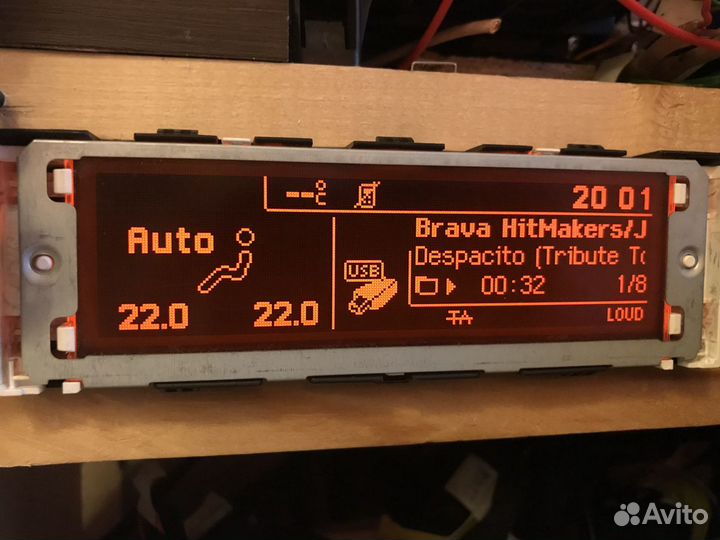 --°C
20 01
Auto
Brava HitMakers/J
Despacito (Tribute To
USB
00:32 1/8
22.0 22.0
TA
LOUD
Avito